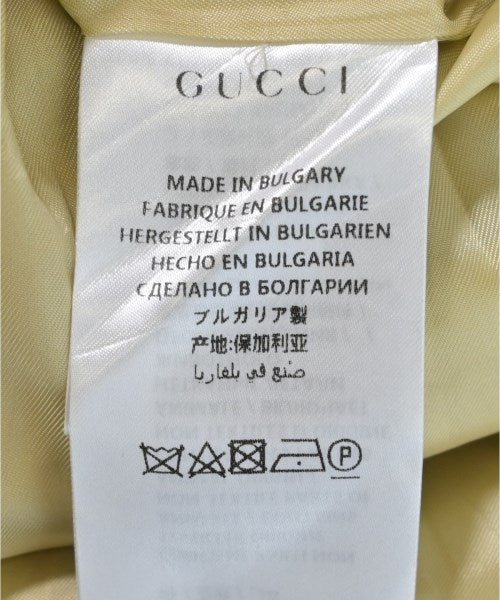 GUCCI
MADE IN BULGARY
FABRIQUE EN BULGARIE
HERGESTELLT IN BULGARIEN
HECHO EN BULGARIA
СДЕЛАНО В БОЛГАРИИ
ブルガリア製
产地:保加利亚
صنع في بلغاريا
P